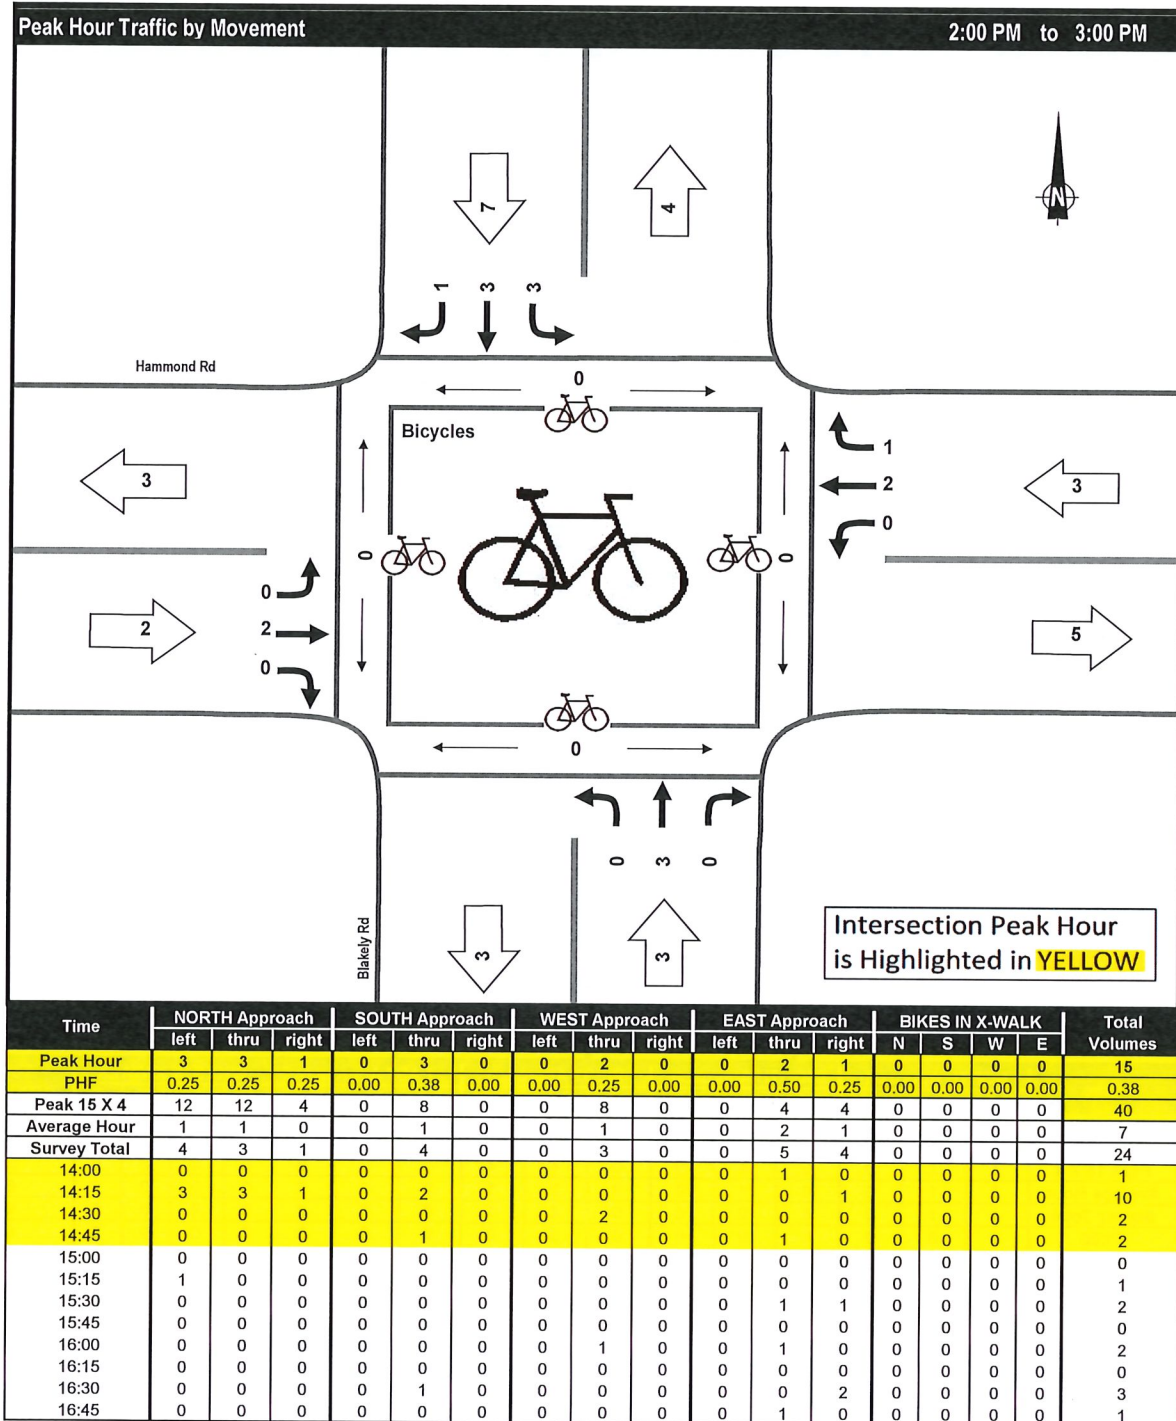 Peak Hour Traffic by Movement 2:00 PM to 3:00 PM
7 4
N
1 3 3
Hammond Rd
0
Bicycles
1
3 2 3
0
0 0
0
2 2 5
0
0
0 3 0
Blakely Rd
3 3
Intersection Peak Hour
is Highlighted in YELLOW
Time NORTH Approach SOUTH Approach WEST Approach EAST Approach BIKES IN X-WALK Total
left thru right left thru right left thru right left thru right N S W E Volumes
Peak Hour 3 3 1 0 3 0 0 2 0 0 2 1 0 0 0 0 15
PHF 0.25 0.25 0.25 0.00 0.38 0.00 0.00 0.25 0.00 0.00 0.50 0.25 0.00 0.00 0.00 0.00 0.38
Peak 15 X 4 12 12 4 0 8 0 0 8 0 0 4 4 0 0 0 0 40
Average Hour 1 1 0 0 1 0 0 1 0 0 2 1 0 0 0 0 7
Survey Total 4 3 1 0 4 0 0 3 0 0 5 4 0 0 0 0 24
14:00 0 0 0 0 0 0 0 0 0 0 1 0 0 0 0 0 1
14:15 3 3 1 0 2 0 0 0 0 0 0 1 0 0 0 0 10
14:30 0 0 0 0 0 0 0 2 0 0 0 0 0 0 0 0 2
14:45 0 0 0 0 1 0 0 0 0 0 1 0 0 0 0 0 2
15:00 0 0 0 0 0 0 0 0 0 0 0 0 0 0 0 0 0
15:15 1 0 0 0 0 0 0 0 0 0 0 0 0 0 0 0 1
15:30 0 0 0 0 0 0 0 0 0 0 1 1 0 0 0 0 2
15:45 0 0 0 0 0 0 0 0 0 0 0 0 0 0 0 0 0
16:00 0 0 0 0 0 0 0 1 0 0 1 0 0 0 0 0 2
16:15 0 0 0 0 0 0 0 0 0 0 0 0 0 0 0 0 0
16:30 0 0 0 0 1 0 0 0 0 0 0 2 0 0 0 0 3
16:45 0 0 0 0 0 0 0 0 0 0 1 0 0 0 0 0 1